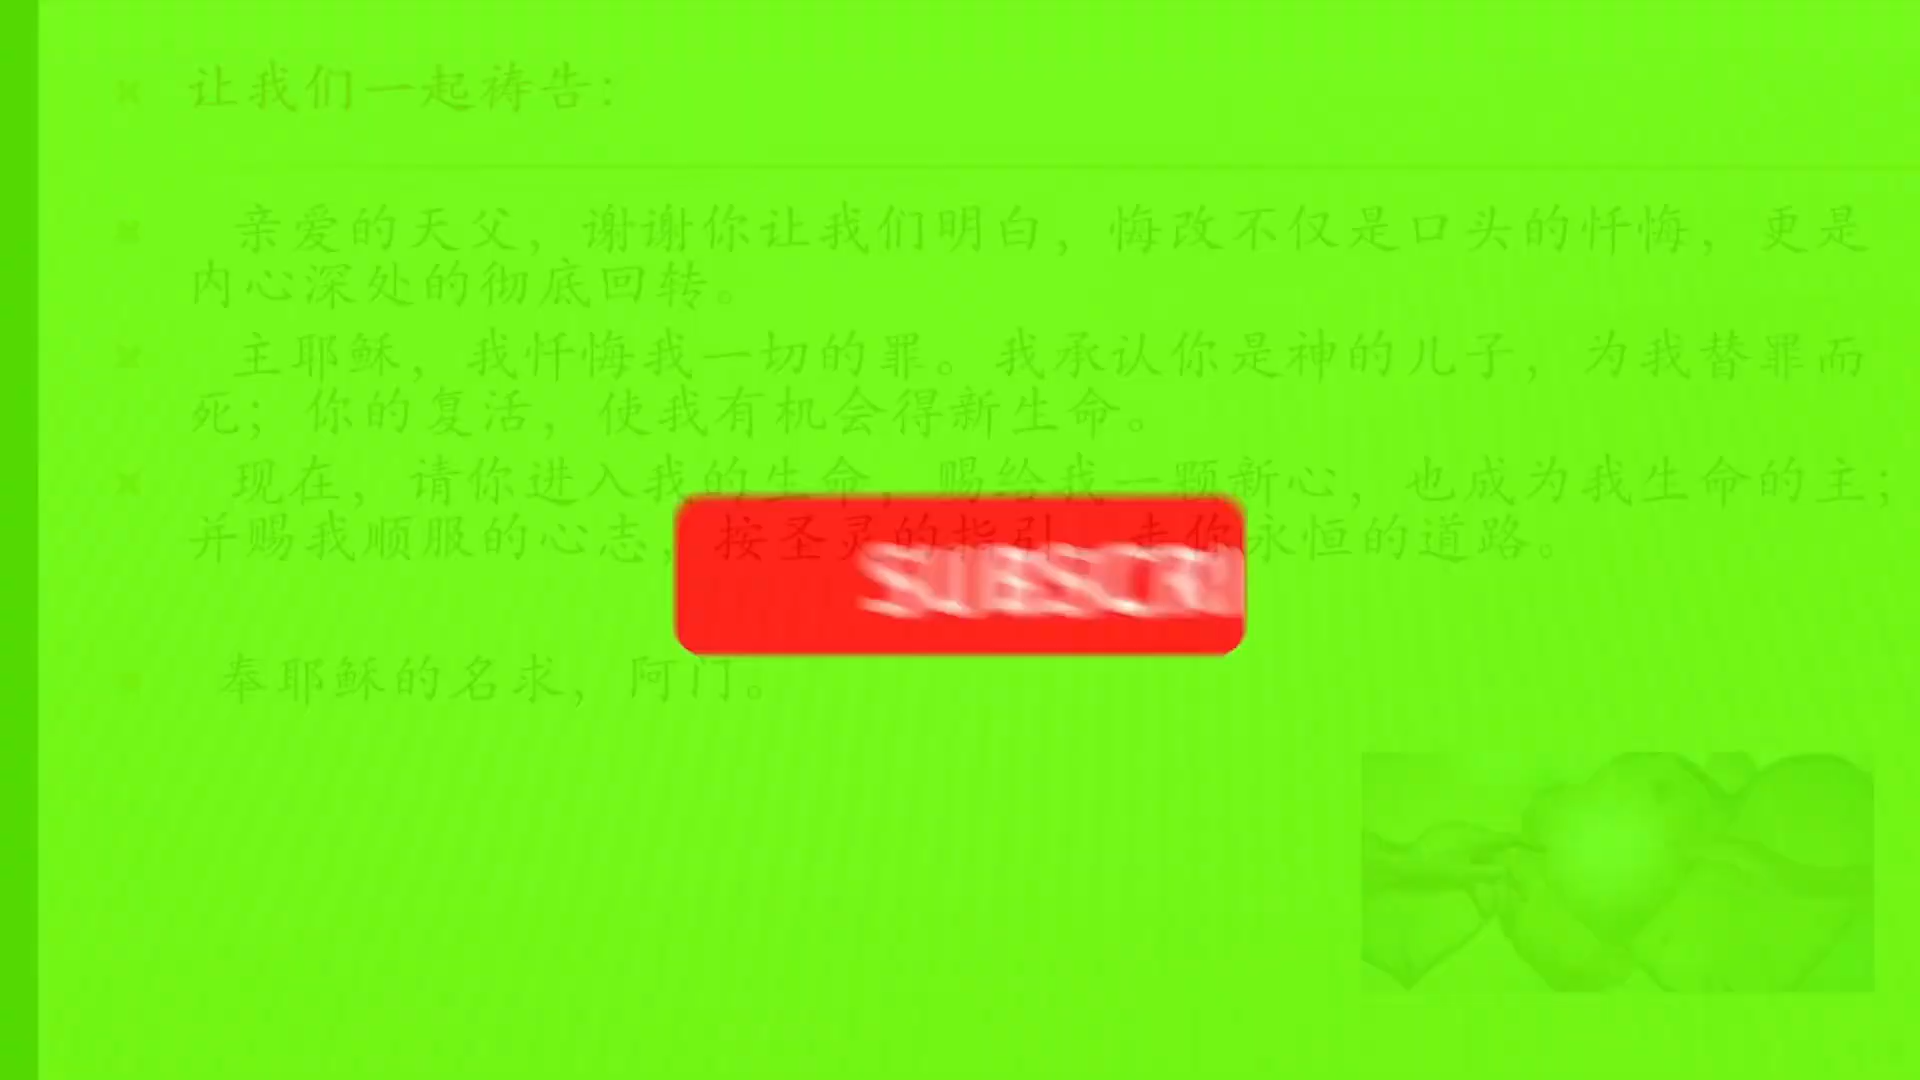 让我们一起祷告：
亲爱的天父，谢谢你让我们明白，悔改不仅是口头的忏悔，更是
内心深处的彻底回转。
主耶稣，我忏悔我一切的罪。我承认你是神的儿子，为我替罪而
死；你的复活，使我有机会得新生命。
现在，请你进入我的生命，赐给我一颗新心，也成为我生命的主；
并赐我顺服的心志，按圣灵的指引，走你永恒的道路。
SUBSCRI
奉耶稣的名求，阿门。